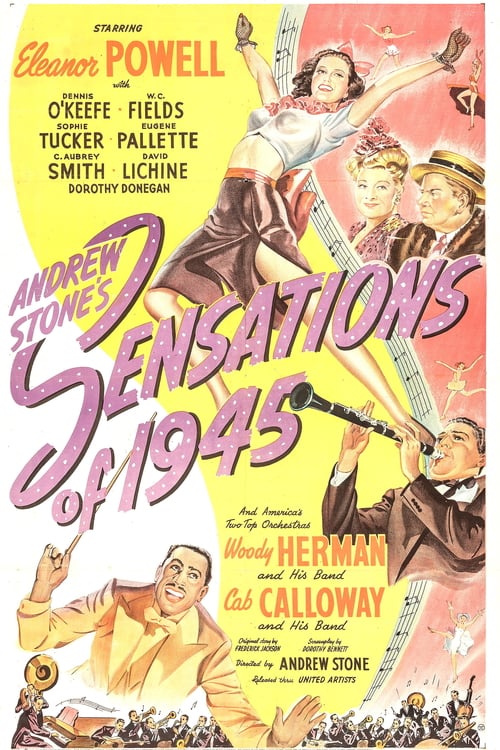 STARRING
Eleanor POWELL
with
DENNIS O'KEEFE · W.C. FIELDS
SOPHIE TUCKER · EUGENE PALLETTE
C. AUBREY SMITH · DAVID LICHINE
DOROTHY DONEGAN
ANDREW
STONE'S
SENSATIONS
OF 1945
And America's
Two Top Orchestras
Woody HERMAN
and His Band
Cab CALLOWAY
and His Band
Original story by FREDERICK JACKSON
Screenplay by DOROTHY BENNETT
Directed by ANDREW STONE
Released thru UNITED ARTISTS